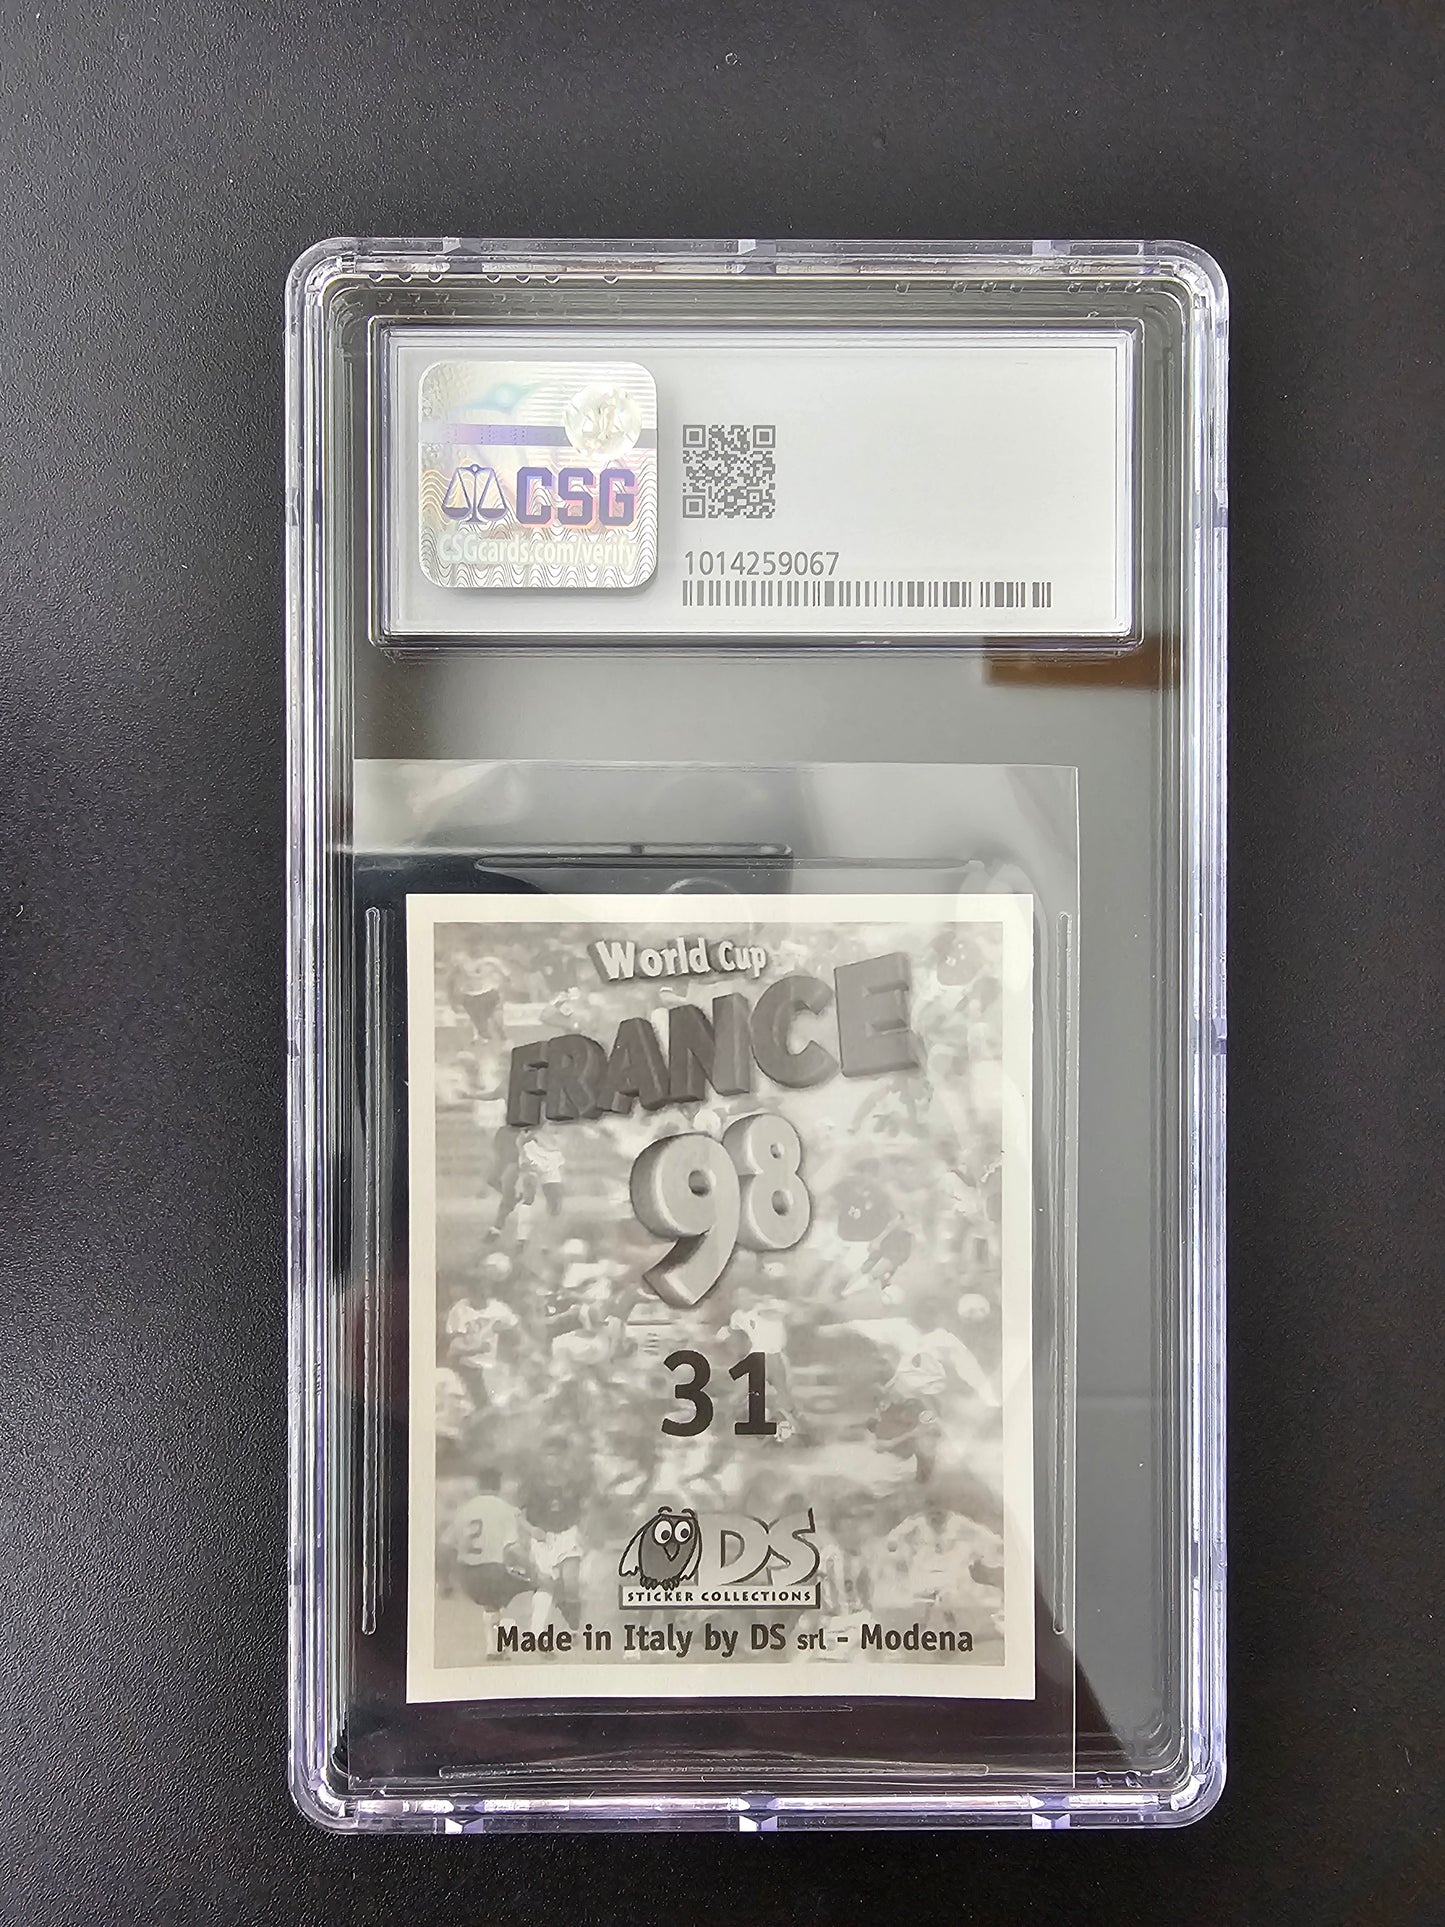 CSG
CSGcards.com/verify
1014259067
World Cup
FRANCE
98
31
DS
STICKER COLLECTIONS
Made in Italy by DS srl - Modena